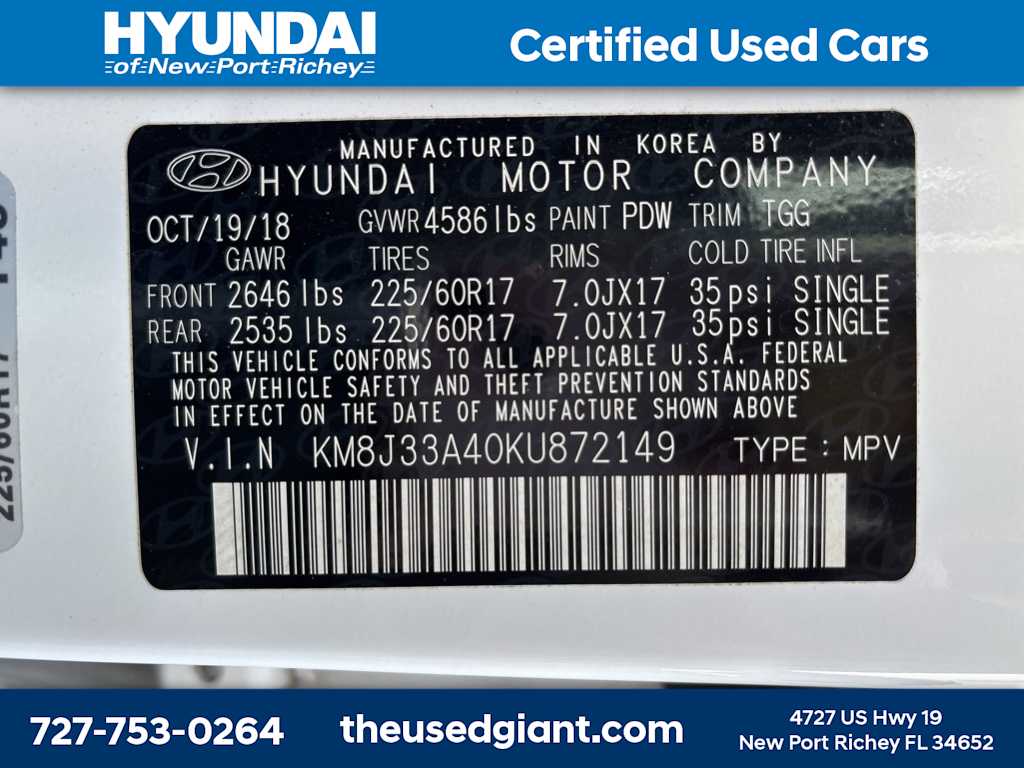 HYUNDAI
of New Port Richey
Certified Used Cars
MANUFACTURED IN KOREA BY
HYUNDAI MOTOR COMPANY
OCT/19/18 GVWR 4586 lbs PAINT PDW TRIM TGG
GAWR TIRES RIMS COLD TIRE INFL
FRONT 2646 lbs 225/60R17 7.0JX17 35psi SINGLE
REAR 2535 lbs 225/60R17 7.0JX17 35psi SINGLE
THIS VEHICLE CONFORMS TO ALL APPLICABLE U.S.A. FEDERAL
MOTOR VEHICLE SAFETY AND THEFT PREVENTION STANDARDS
IN EFFECT ON THE DATE OF MANUFACTURE SHOWN ABOVE
V.I.N KM8J33A40KU872149 TYPE : MPV
225/60R17
727-753-0264
theusedgiant.com
4727 US Hwy 19
New Port Richey FL 34652